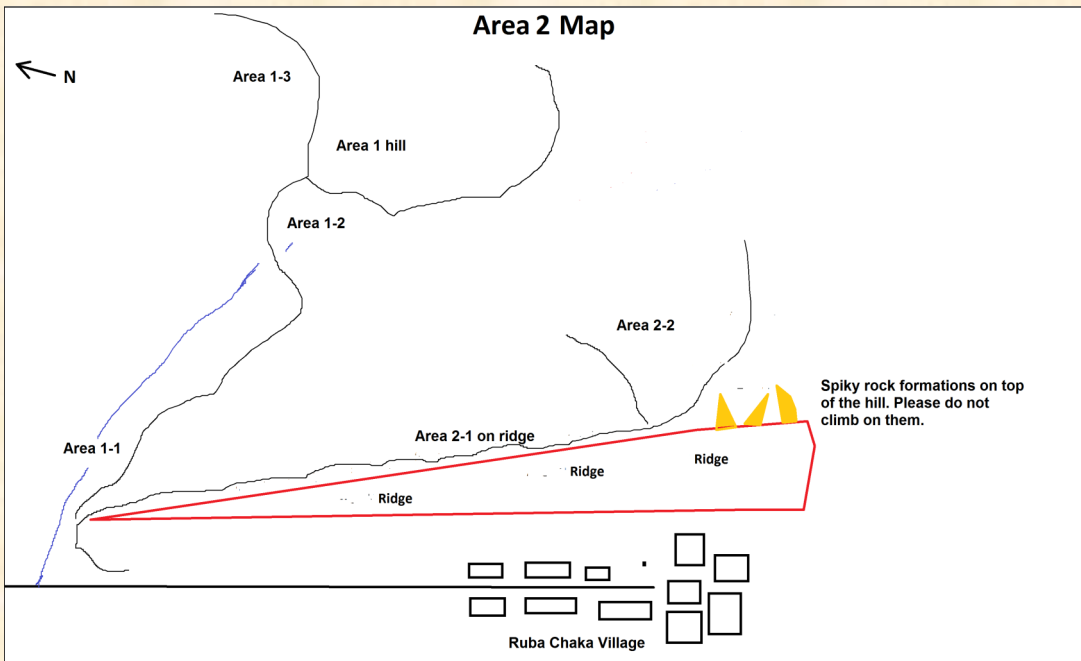 Area 2 Map
N
Area 1-3
Area 1 hill
Area 1-2
Area 2-2
Spiky rock formations on top
of the hill. Please do not
climb on them.
Area 2-1 on ridge
Area 1-1
Ridge
Ridge
Ridge
Ruba Chaka Village